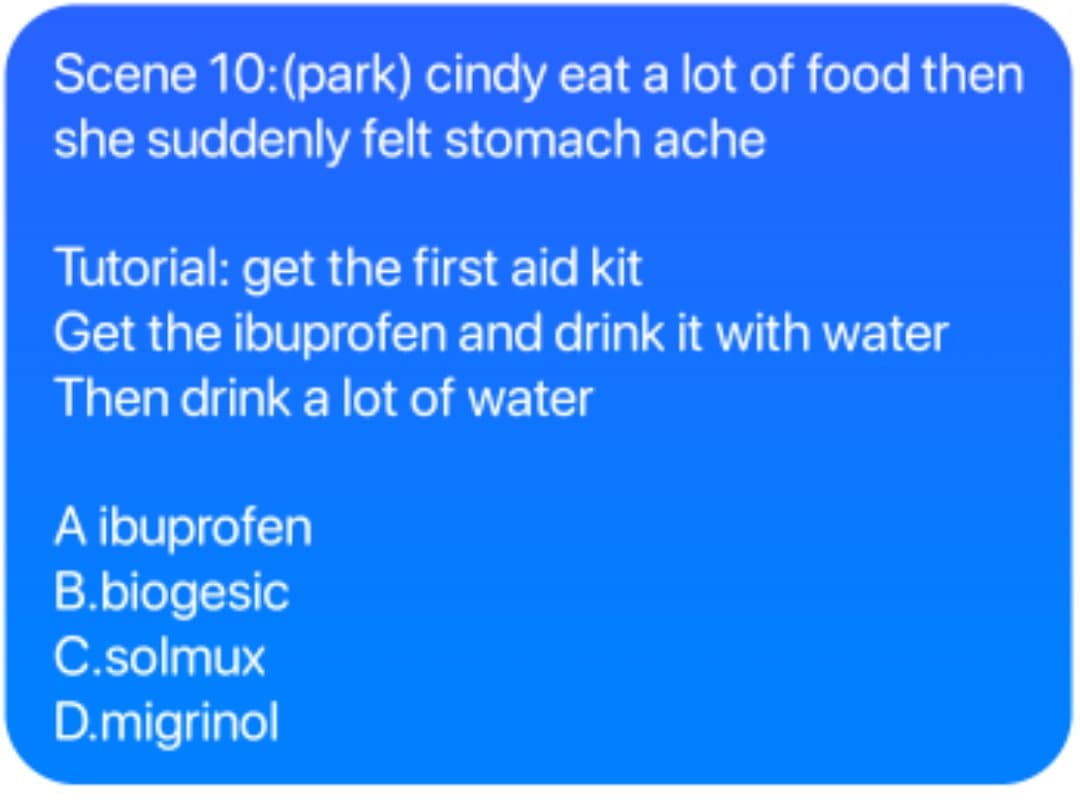 Scene 10:(park) cindy eat a lot of food then
she suddenly felt stomach ache
Tutorial: get the first aid kit
Get the ibuprofen and drink it with water
Then drink a lot of water
A ibuprofen
B.biogesic
C.solmux
D.migrinol